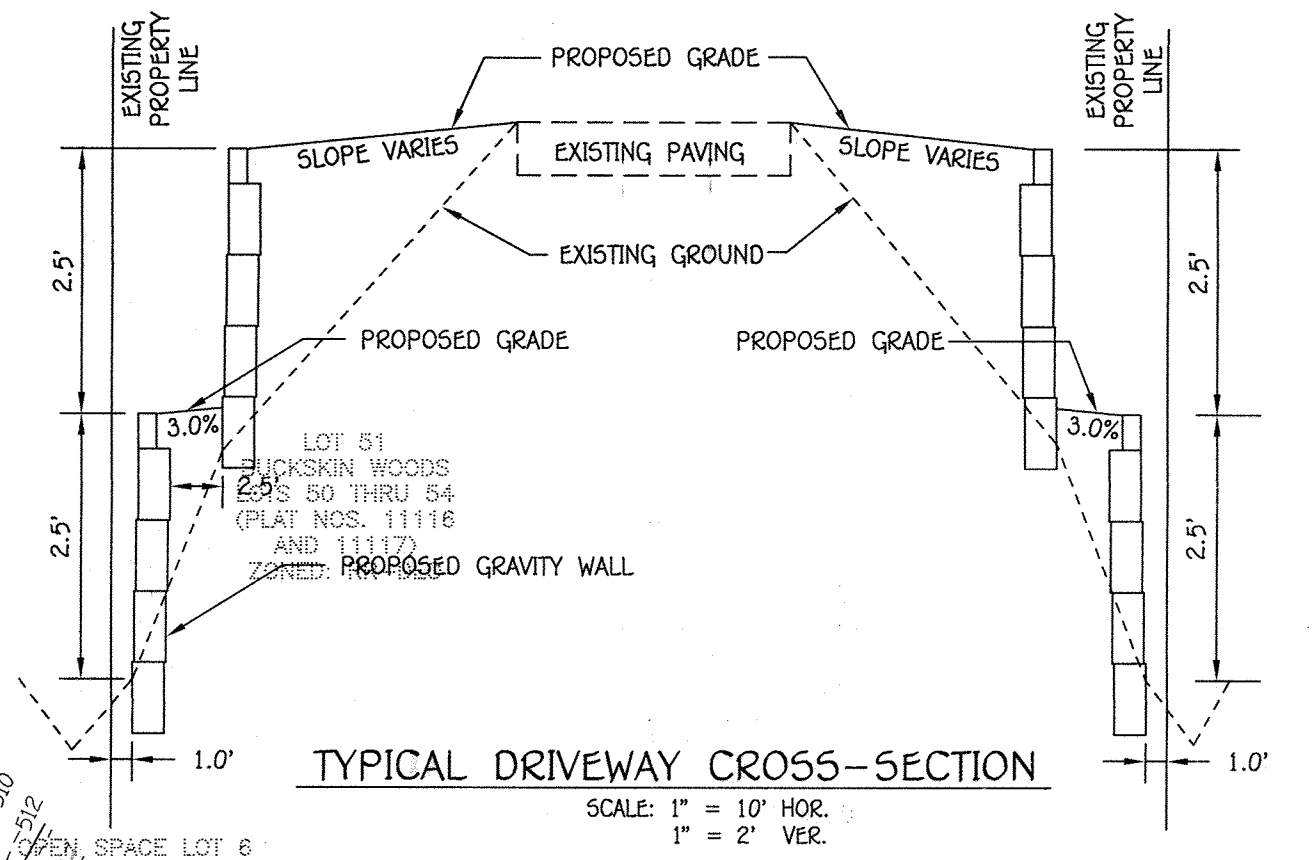 EXISTING
PROPERTY
LINE
PROPOSED GRADE
EXISTING
PROPERTY
LINE
SLOPE VARIES
EXISTING PAVING
SLOPE VARIES
2.5'
EXISTING GROUND
2.5'
PROPOSED GRADE
PROPOSED GRADE
3.0%
3.0%
LOT 51
BUCKSKIN WOODS
2.5'
LOTS 50 THRU 54
(PLAT NOS. 11116
AND 11117)
2.5'
2.5'
PROPOSED GRAVITY WALL
ZONED:
1.0'
1.0'
TYPICAL DRIVEWAY CROSS-SECTION
SCALE: 1" = 10' HOR.
1" = 2' VER.
510
512
OPEN SPACE LOT 6